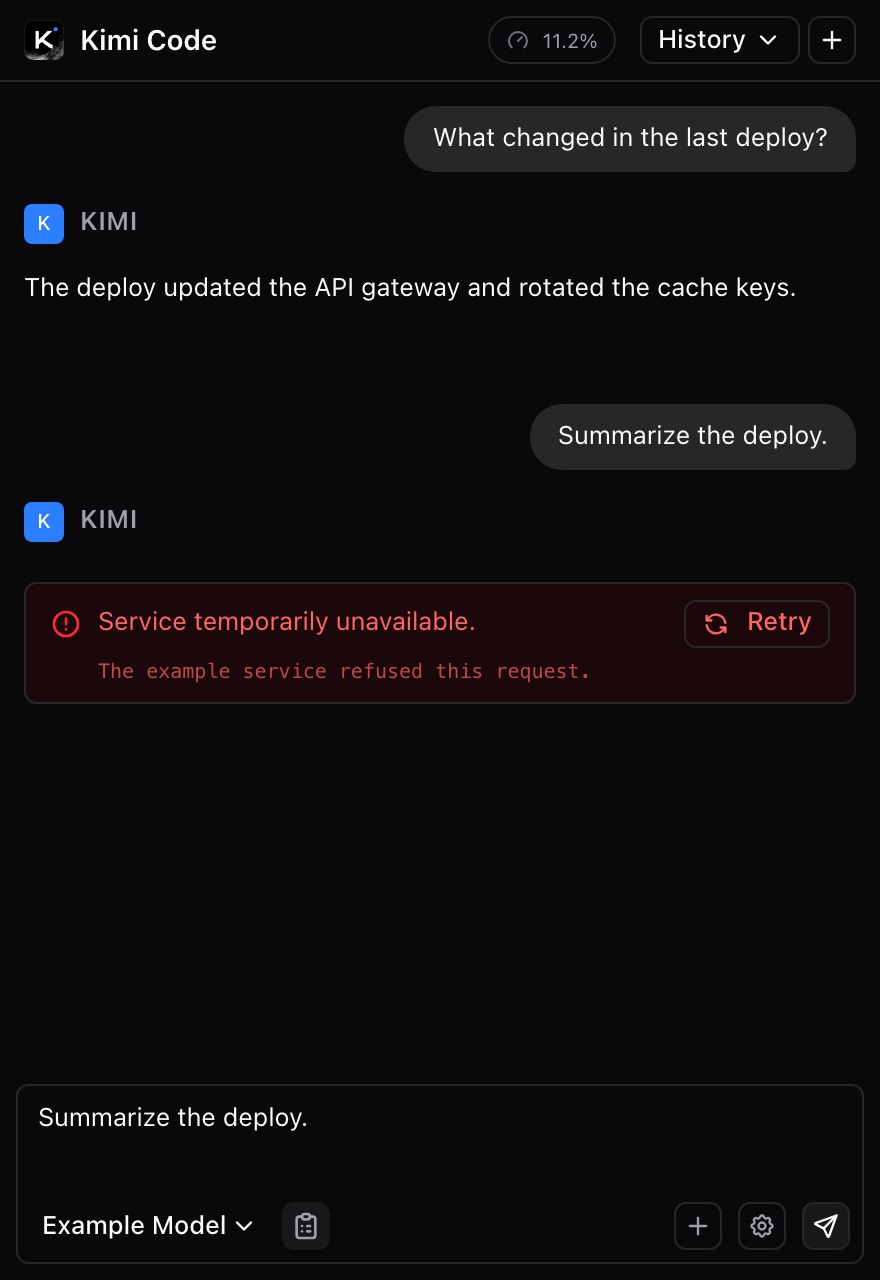 Kimi Code
11.2%
History
What changed in the last deploy?
K
KIMI
The deploy updated the API gateway and rotated the cache keys.
Summarize the deploy.
K
KIMI
Service temporarily unavailable.
Retry
The example service refused this request.
Summarize the deploy.
Example Model